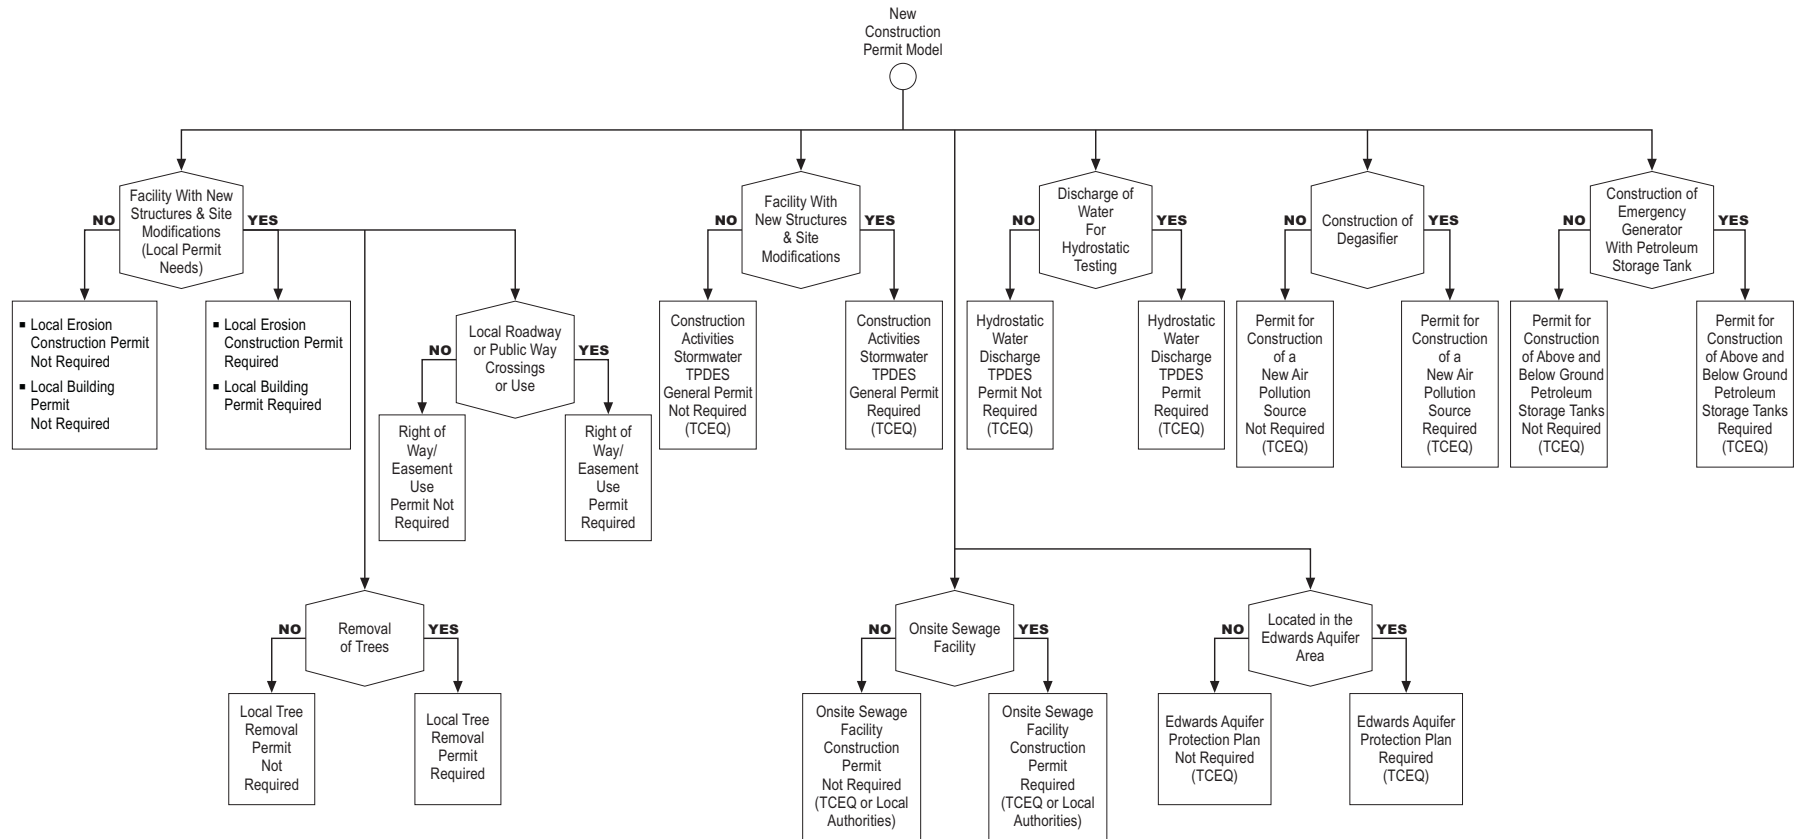 New
Construction
Permit Model
NO
Facility With New
Structures & Site
Modifications
(Local Permit
Needs)
YES
NO
Facility With
New Structures
& Site
Modifications
YES
NO
Discharge of
Water
For
Hydrostatic
Testing
YES
NO
Construction of
Degasifier
YES
NO
Construction of
Emergency
Generator
With Petroleum
Storage Tank
YES
▪ Local Erosion
Construction Permit
Not Required
▪ Local Building
Permit
Not Required
▪ Local Erosion
Construction Permit
Required
▪ Local Building
Permit Required
NO
Local Roadway
or Public Way
Crossings
or Use
YES
Right of
Way/
Easement
Use
Permit Not
Required
Right of
Way/
Easement
Use
Permit
Required
Construction
Activities
Stormwater
TPDES
General Permit
Not Required
(TCEQ)
Construction
Activities
Stormwater
TPDES
General Permit
Required
(TCEQ)
Hydrostatic
Water
Discharge
TPDES
Permit Not
Required
(TCEQ)
Hydrostatic
Water
Discharge
TPDES
Permit
Required
(TCEQ)
Permit for
Construction
of a
New Air
Pollution
Source
Not Required
(TCEQ)
Permit for
Construction
of a
New Air
Pollution
Source
Required
(TCEQ)
Permit for
Construction
of Above and
Below Ground
Petroleum
Storage Tanks
Not Required
(TCEQ)
Permit for
Construction
of Above and
Below Ground
Petroleum
Storage Tanks
Required
(TCEQ)
NO
Removal
of Trees
YES
Local Tree
Removal
Permit
Not
Required
Local Tree
Removal
Permit
Required
NO
Onsite Sewage
Facility
YES
Onsite Sewage
Facility
Construction
Permit
Not Required
(TCEQ or Local
Authorities)
Onsite Sewage
Facility
Construction
Permit
Required
(TCEQ or Local
Authorities)
NO
Located in the
Edwards Aquifer
Area
YES
Edwards Aquifer
Protection Plan
Not Required
(TCEQ)
Edwards Aquifer
Protection Plan
Required
(TCEQ)